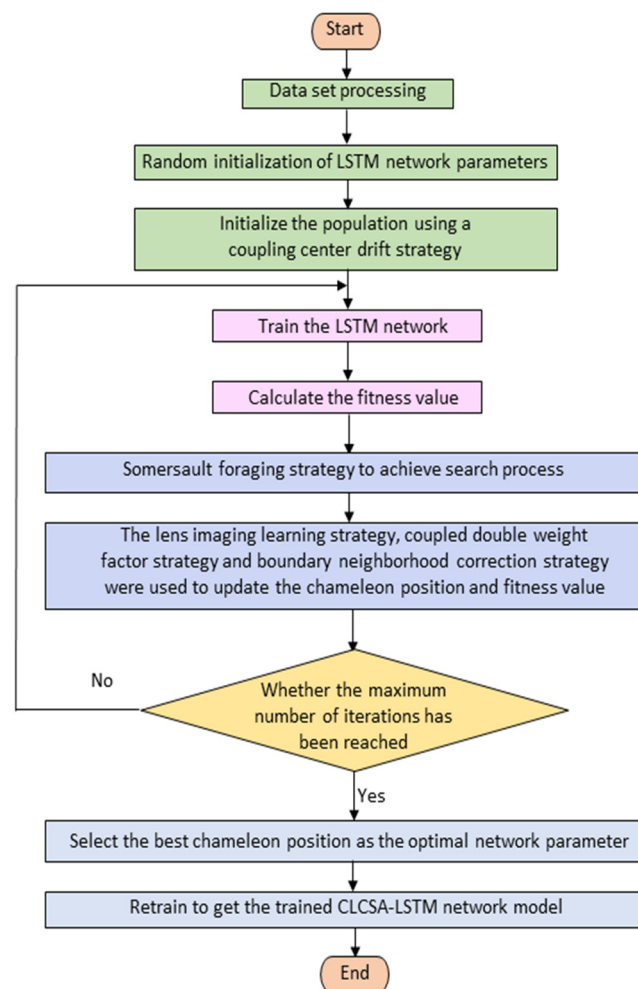 Start
Data set processing
Random initialization of LSTM network parameters
Initialize the population using a
coupling center drift strategy
Train the LSTM network
Calculate the fitness value
Somersault foraging strategy to achieve search process
The lens imaging learning strategy, coupled double weight
factor strategy and boundary neighborhood correction strategy
were used to update the chameleon position and fitness value
No
Whether the maximum
number of iterations has
been reached
Yes
Select the best chameleon position as the optimal network parameter
Retrain to get the trained CLCSA-LSTM network model
End